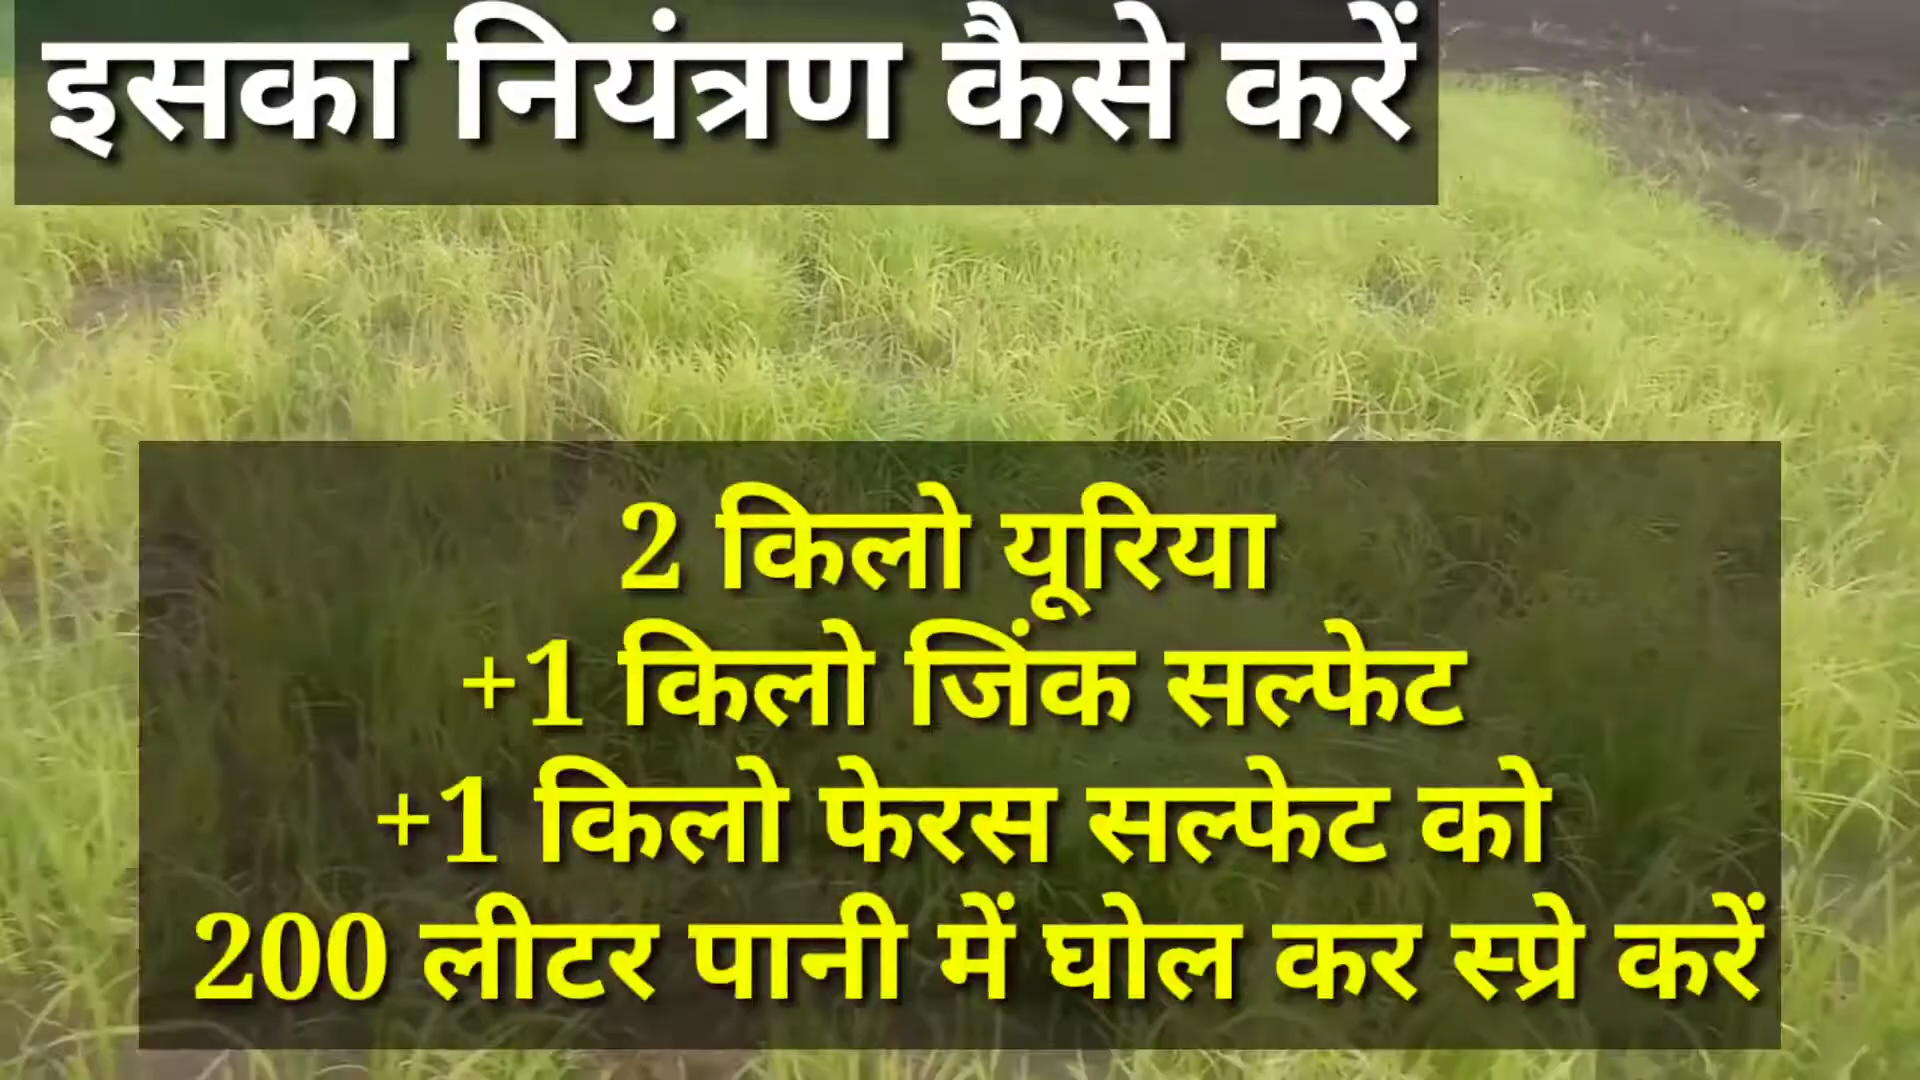 इसका नियंत्रण कैसे करें
2 किलो यूरिया
+1 किलो जिंक सल्फेट
+1 किलो फेरस सल्फेट को
200 लीटर पानी में घोल कर स्प्रे करें